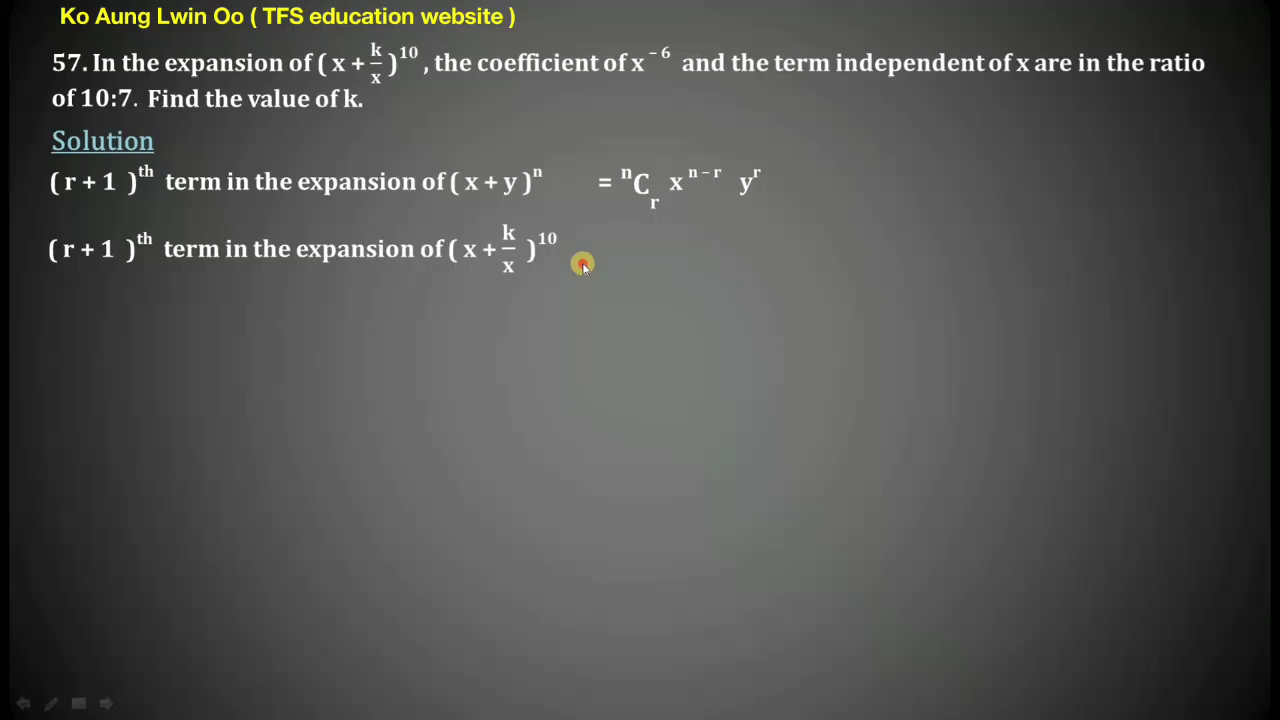 Ko Aung Lwin Oo ( TFS education website )
57. In the expansion of ( x + k/x )^10 , the coefficient of x^−6 and the term independent of x are in the ratio
of 10:7. Find the value of k.
Solution
( r + 1 )^th term in the expansion of ( x + y )^n = ^nC_r x^n−r y^r
( r + 1 )^th term in the expansion of ( x + k/x )^10